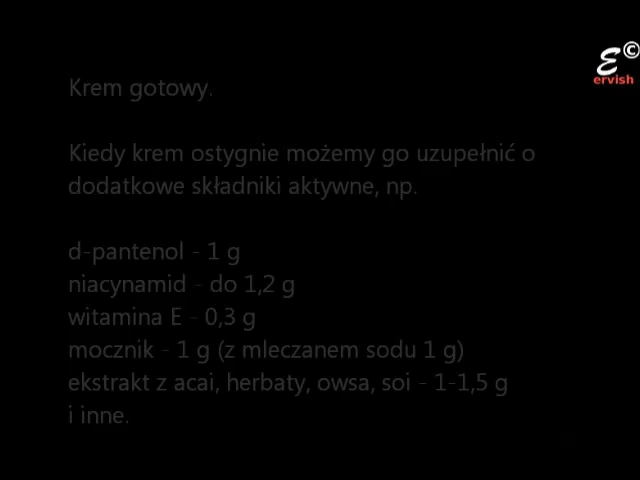 Krem gotowy.
Kiedy krem ostygnie możemy go uzupełnić o
dodatkowe składniki aktywne, np.
d-pantenol - 1 g
niacynamid - do 1,2 g
witamina E - 0,3 g
mocznik - 1 g (z mleczanem sodu 1 g)
ekstrakt z acai, herbaty, owsa, soi - 1-1,5 g
i inne.
E©
ervish